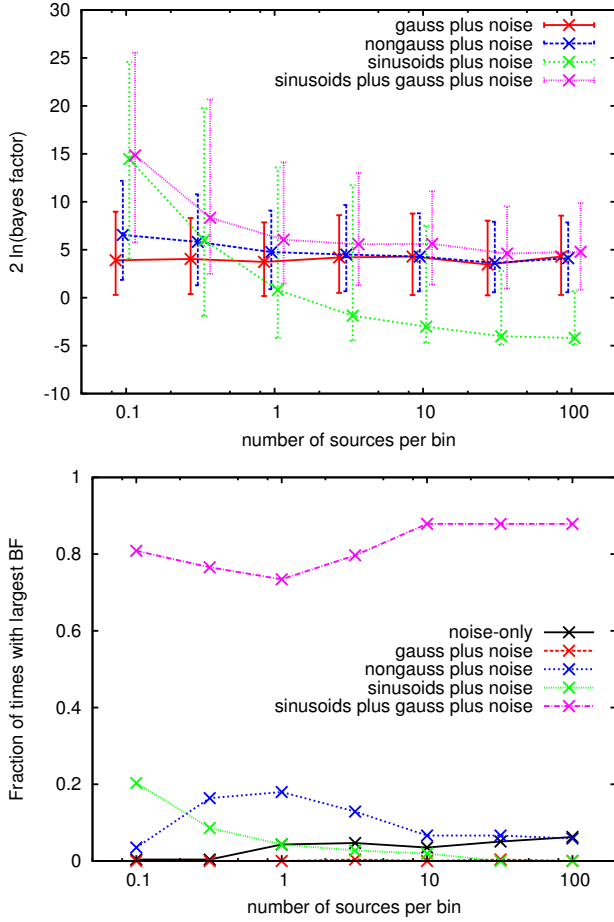 30
25
20
15
10
5
0
-5
-10
2 ln(bayes factor)
gauss plus noise
nongauss plus noise
sinusoids plus noise
sinusoids plus gauss plus noise
0.1 1 10 100
number of sources per bin
1
0.8
0.6
0.4
0.2
0
Fraction of times with largest BF
noise-only
gauss plus noise
nongauss plus noise
sinusoids plus noise
sinusoids plus gauss plus noise
0.1 1 10 100
number of sources per bin